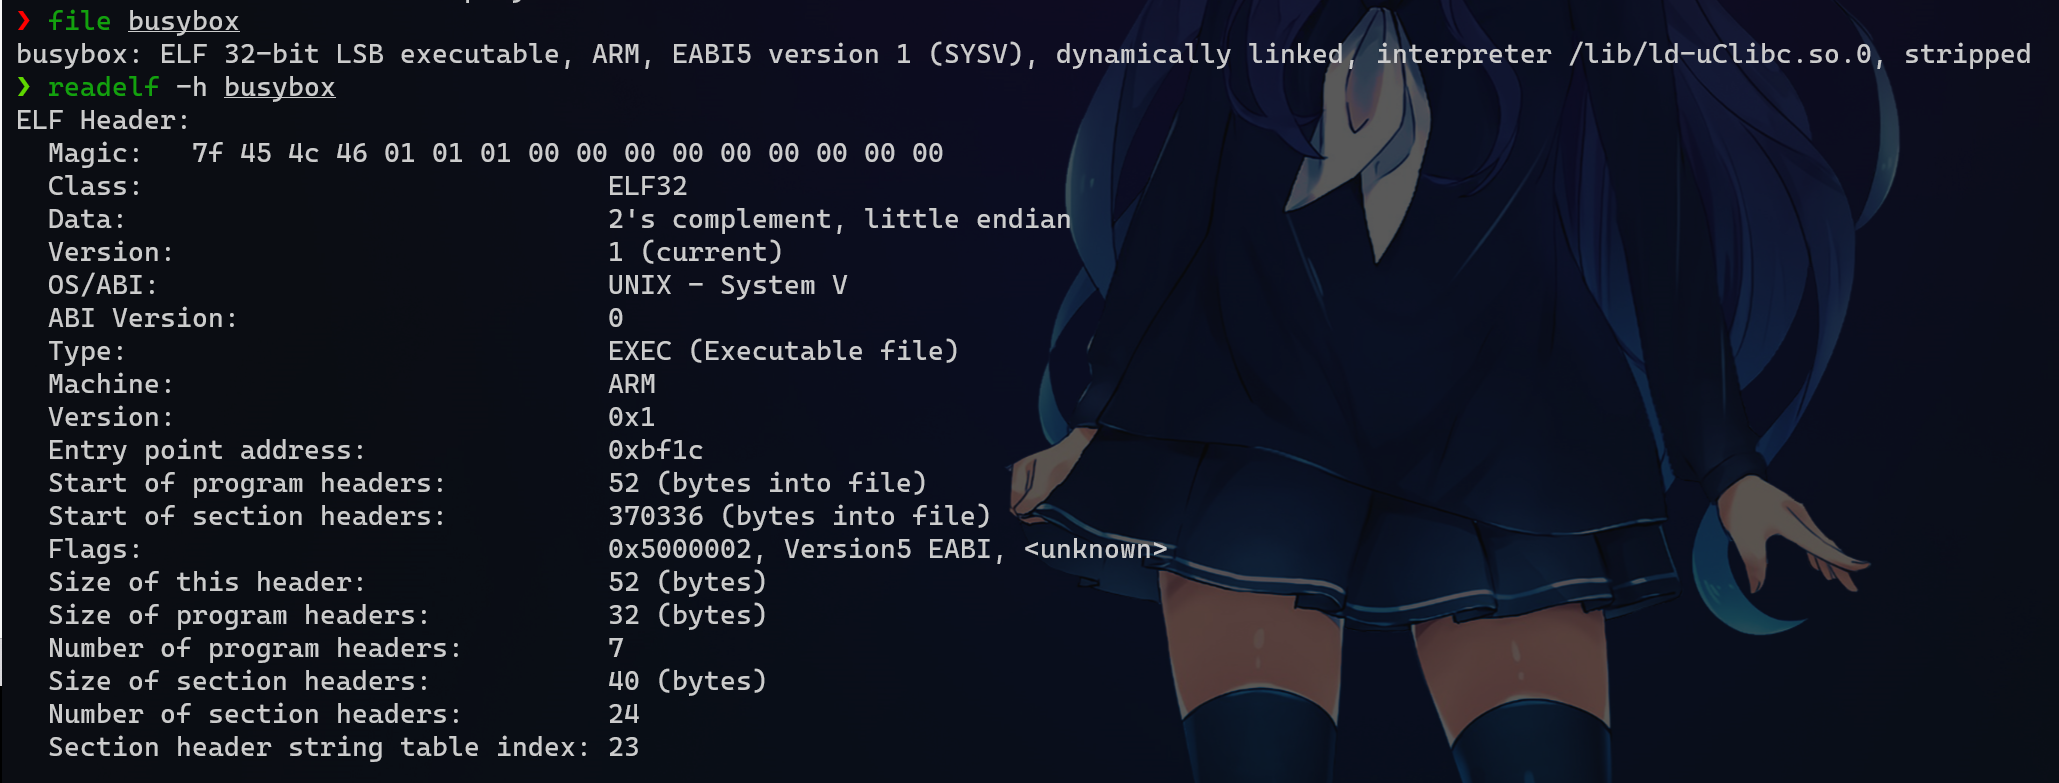 ❯ file busybox
busybox: ELF 32-bit LSB executable, ARM, EABI5 version 1 (SYSV), dynamically linked, interpreter /lib/ld-uClibc.so.0, stripped
❯ readelf -h busybox
ELF Header:
  Magic:   7f 45 4c 46 01 01 01 00 00 00 00 00 00 00 00 00
  Class:                             ELF32
  Data:                              2's complement, little endian
  Version:                           1 (current)
  OS/ABI:                            UNIX - System V
  ABI Version:                       0
  Type:                              EXEC (Executable file)
  Machine:                           ARM
  Version:                           0x1
  Entry point address:               0xbf1c
  Start of program headers:          52 (bytes into file)
  Start of section headers:          370336 (bytes into file)
  Flags:                             0x5000002, Version5 EABI, <unknown>
  Size of this header:               52 (bytes)
  Size of program headers:           32 (bytes)
  Number of program headers:         7
  Size of section headers:           40 (bytes)
  Number of section headers:         24
  Section header string table index: 23